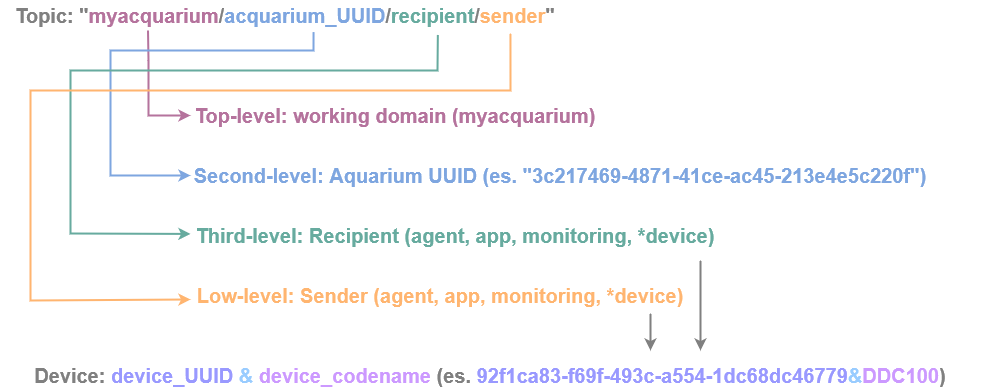 Topic: "myacquarium/acquarium_UUID/recipient/sender"
Top-level: working domain (myacquarium)
Second-level: Aquarium UUID (es. "3c217469-4871-41ce-ac45-213e4e5c220f")
Third-level: Recipient (agent, app, monitoring, *device)
Low-level: Sender (agent, app, monitoring, *device)
Device: device_UUID & device_codename (es. 92f1ca83-f69f-493c-a554-1dc68dc46779&DDC100)